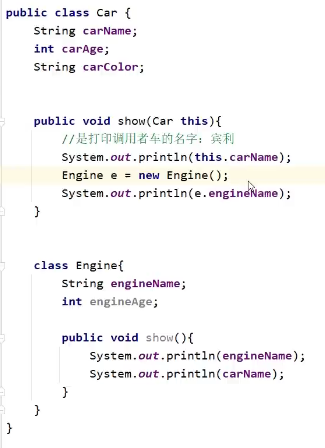 public class Car {
String carName;
int carAge;
String carColor;
public void show(Car this){
//是打印调用者车的名字：宾利
System.out.println(this.carName);
Engine e = new Engine();
System.out.println(e.engineName);
}
class Engine{
String engineName;
int engineAge;
public void show(){
System.out.println(engineName);
System.out.println(carName);
}
}
}